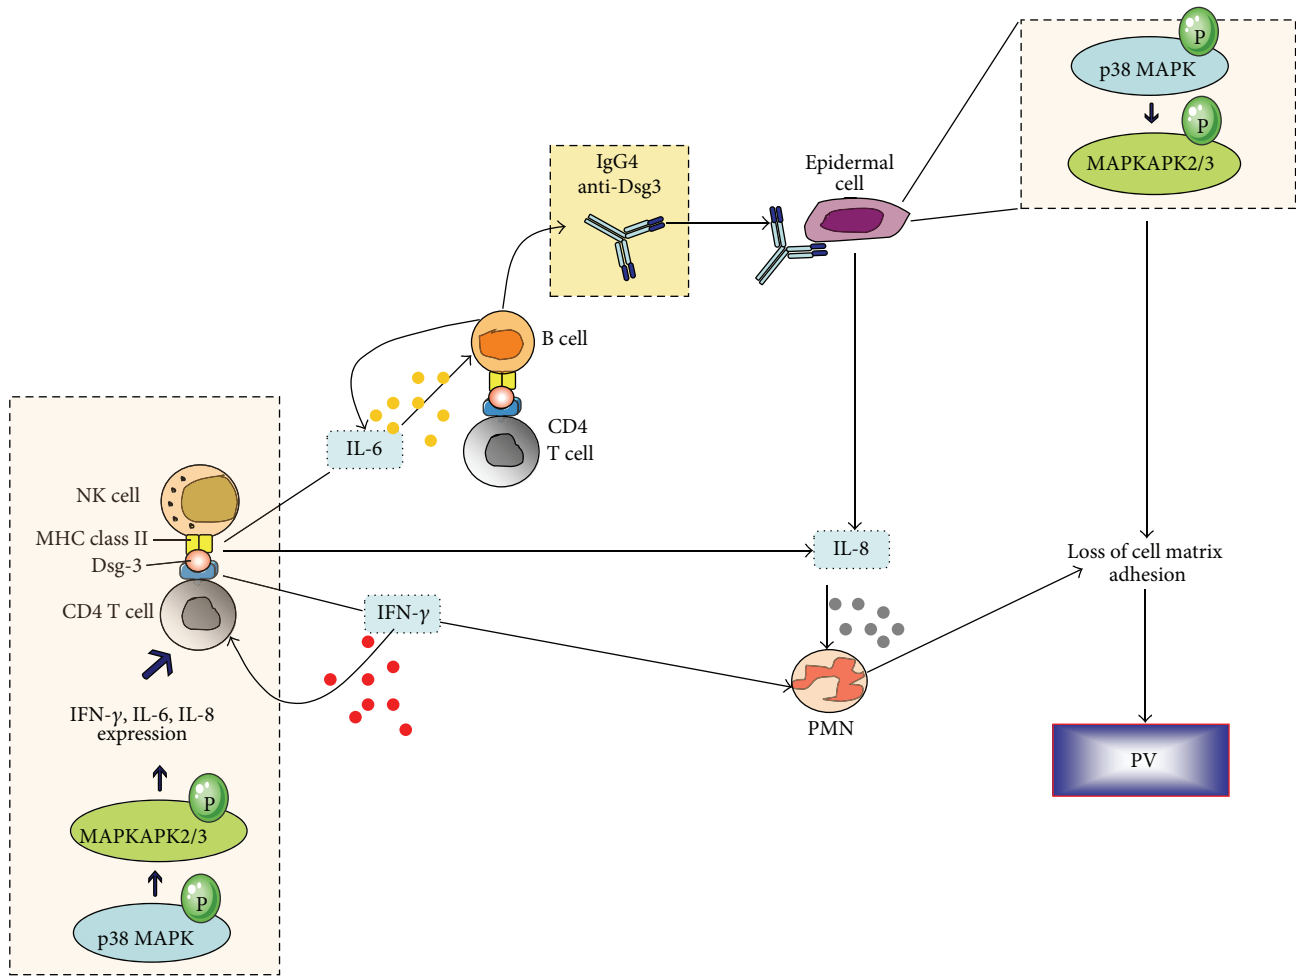 P
p38 MAPK
P
MAPKAPK2/3
IgG4
anti-Dsg3
Epidermal
cell
B cell
CD4
T cell
IL-6
NK cell
MHC class II
Dsg-3
CD4 T cell
IL-8
Loss of cell matrix
adhesion
IFN-γ
PMN
PV
IFN-γ, IL-6, IL-8
expression
P
MAPKAPK2/3
P
p38 MAPK